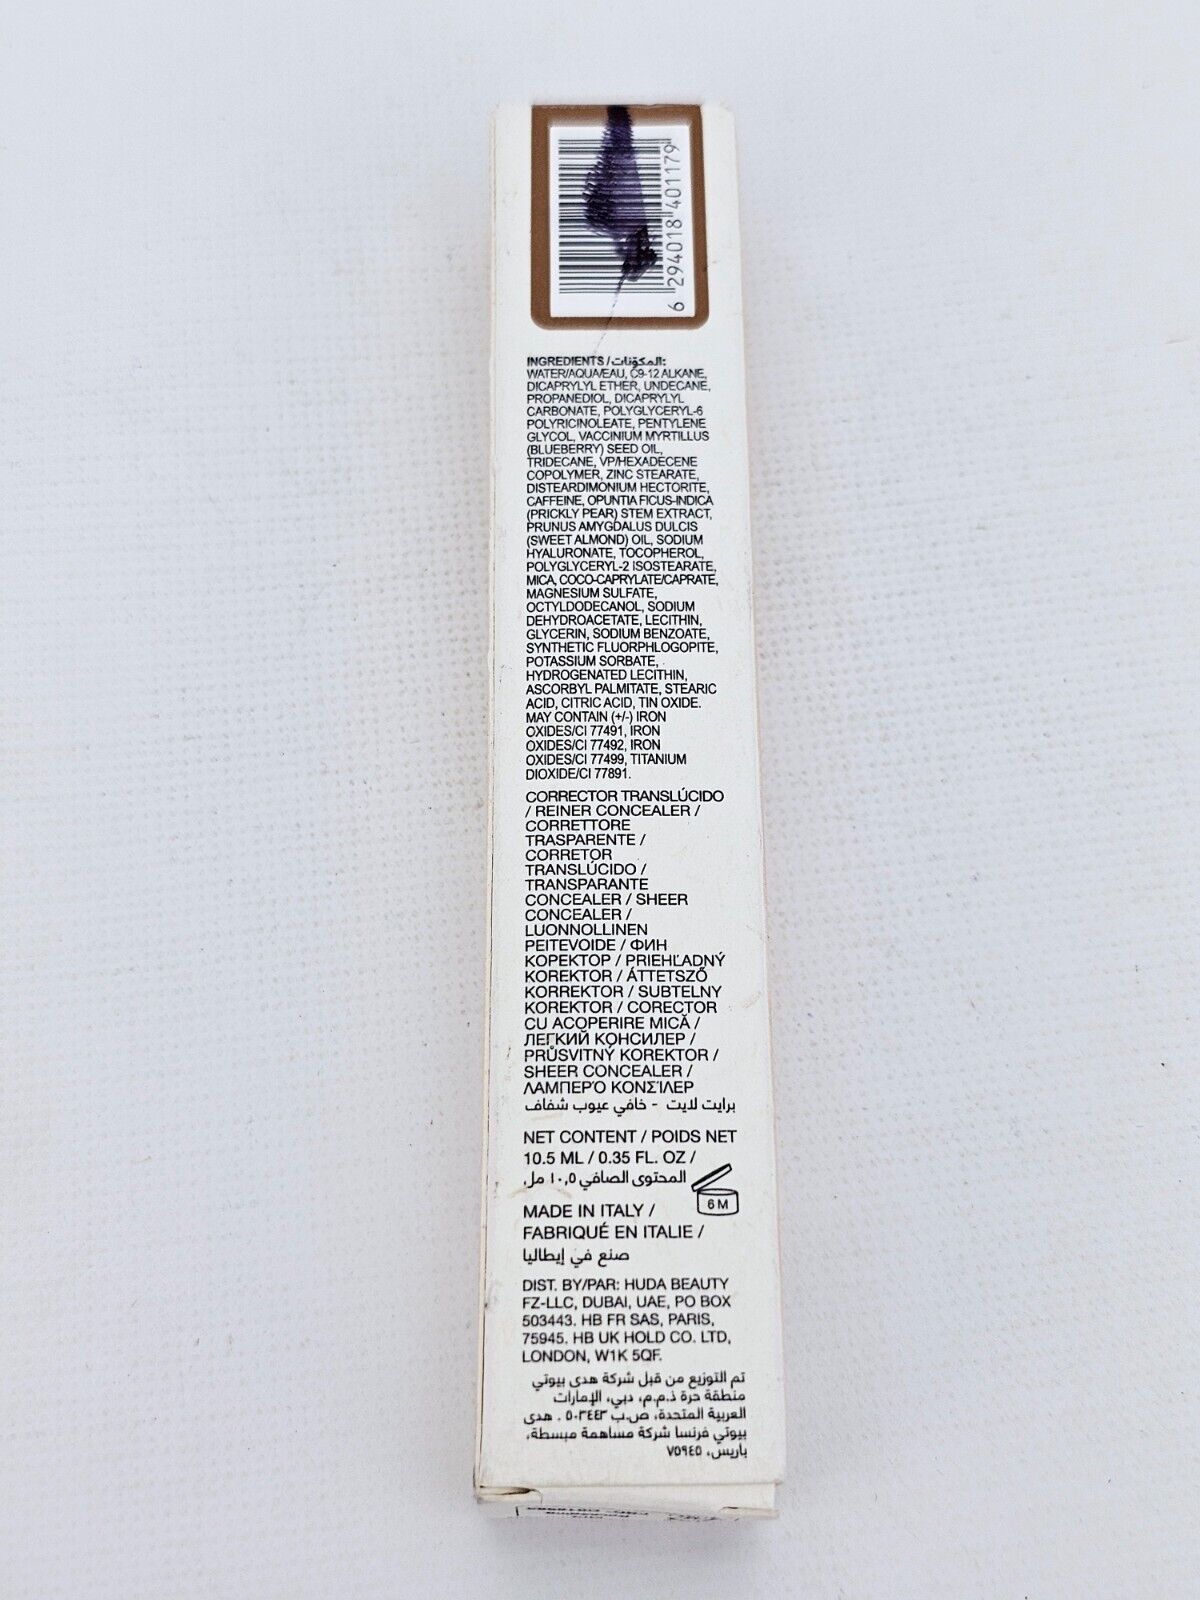 6 294018 401179
INGREDIENTS / المكوّنات:
WATER/AQUA/EAU, C9-12 ALKANE,
DICAPRYLYL ETHER, UNDECANE,
PROPANEDIOL, DICAPRYLYL
CARBONATE, POLYGLYCERYL-6
POLYRICINOLEATE, PENTYLENE
GLYCOL, VACCINIUM MYRTILLUS
(BLUEBERRY) SEED OIL,
TRIDECANE, VP/HEXADECENE
COPOLYMER, ZINC STEARATE,
DISTEARDIMONIUM HECTORITE,
CAFFEINE, OPUNTIA FICUS-INDICA
(PRICKLY PEAR) STEM EXTRACT,
PRUNUS AMYGDALUS DULCIS
(SWEET ALMOND) OIL, SODIUM
HYALURONATE, TOCOPHEROL,
POLYGLYCERYL-2 ISOSTEARATE,
MICA, COCO-CAPRYLATE/CAPRATE,
MAGNESIUM SULFATE,
OCTYLDODECANOL, SODIUM
DEHYDROACETATE, LECITHIN,
GLYCERIN, SODIUM BENZOATE,
SYNTHETIC FLUORPHLOGOPITE,
POTASSIUM SORBATE,
HYDROGENATED LECITHIN,
ASCORBYL PALMITATE, STEARIC
ACID, CITRIC ACID, TIN OXIDE.
MAY CONTAIN (+/-) IRON
OXIDES/CI 77491, IRON
OXIDES/CI 77492, IRON
OXIDES/CI 77499, TITANIUM
DIOXIDE/CI 77891.
CORRECTOR TRANSLÚCIDO
/ REINER CONCEALER /
CORRETTORE
TRASPARENTE /
CORRETOR
TRANSLÚCIDO /
TRANSPARANTE
CONCEALER / SHEER
CONCEALER /
LUONNOLLINEN
PEITEVOIDE / ФИН
КОРЕКТОР / PRIEHĽADNÝ
KOREKTOR / ÁTTETSZŐ
KORREKTOR / SUBTELNY
KOREKTOR / CORECTOR
CU ACOPERIRE MICĂ /
ЛЕГКИЙ КОНСИЛЕР /
PRŮSVITNÝ KOREKTOR /
SHEER CONCEALER /
ΛΑΜΠΕΡΌ ΚΟΝΣΊΛΕΡ
برايت لايت - خافي عيوب شفاف
NET CONTENT / POIDS NET
10.5 ML / 0.35 FL. OZ /
المحتوى الصافي ١٠,٥ مل.
6 M
MADE IN ITALY /
FABRIQUÉ EN ITALIE /
صنع في إيطاليا
DIST. BY/PAR: HUDA BEAUTY
FZ-LLC, DUBAI, UAE, PO BOX
503443. HB FR SAS, PARIS,
75945. HB UK HOLD CO. LTD,
LONDON, W1K 5QF.
تم التوزيع من قبل شركة هدى بيوتي
منطقة حرة ذ.م.م، دبي، الإمارات
العربية المتحدة، ص.ب ٥٠٣٤٤٣ . هدى
بيوتي فرنسا شركة مساهمة مبسطة،
باريس، ٧٥٩٤٥